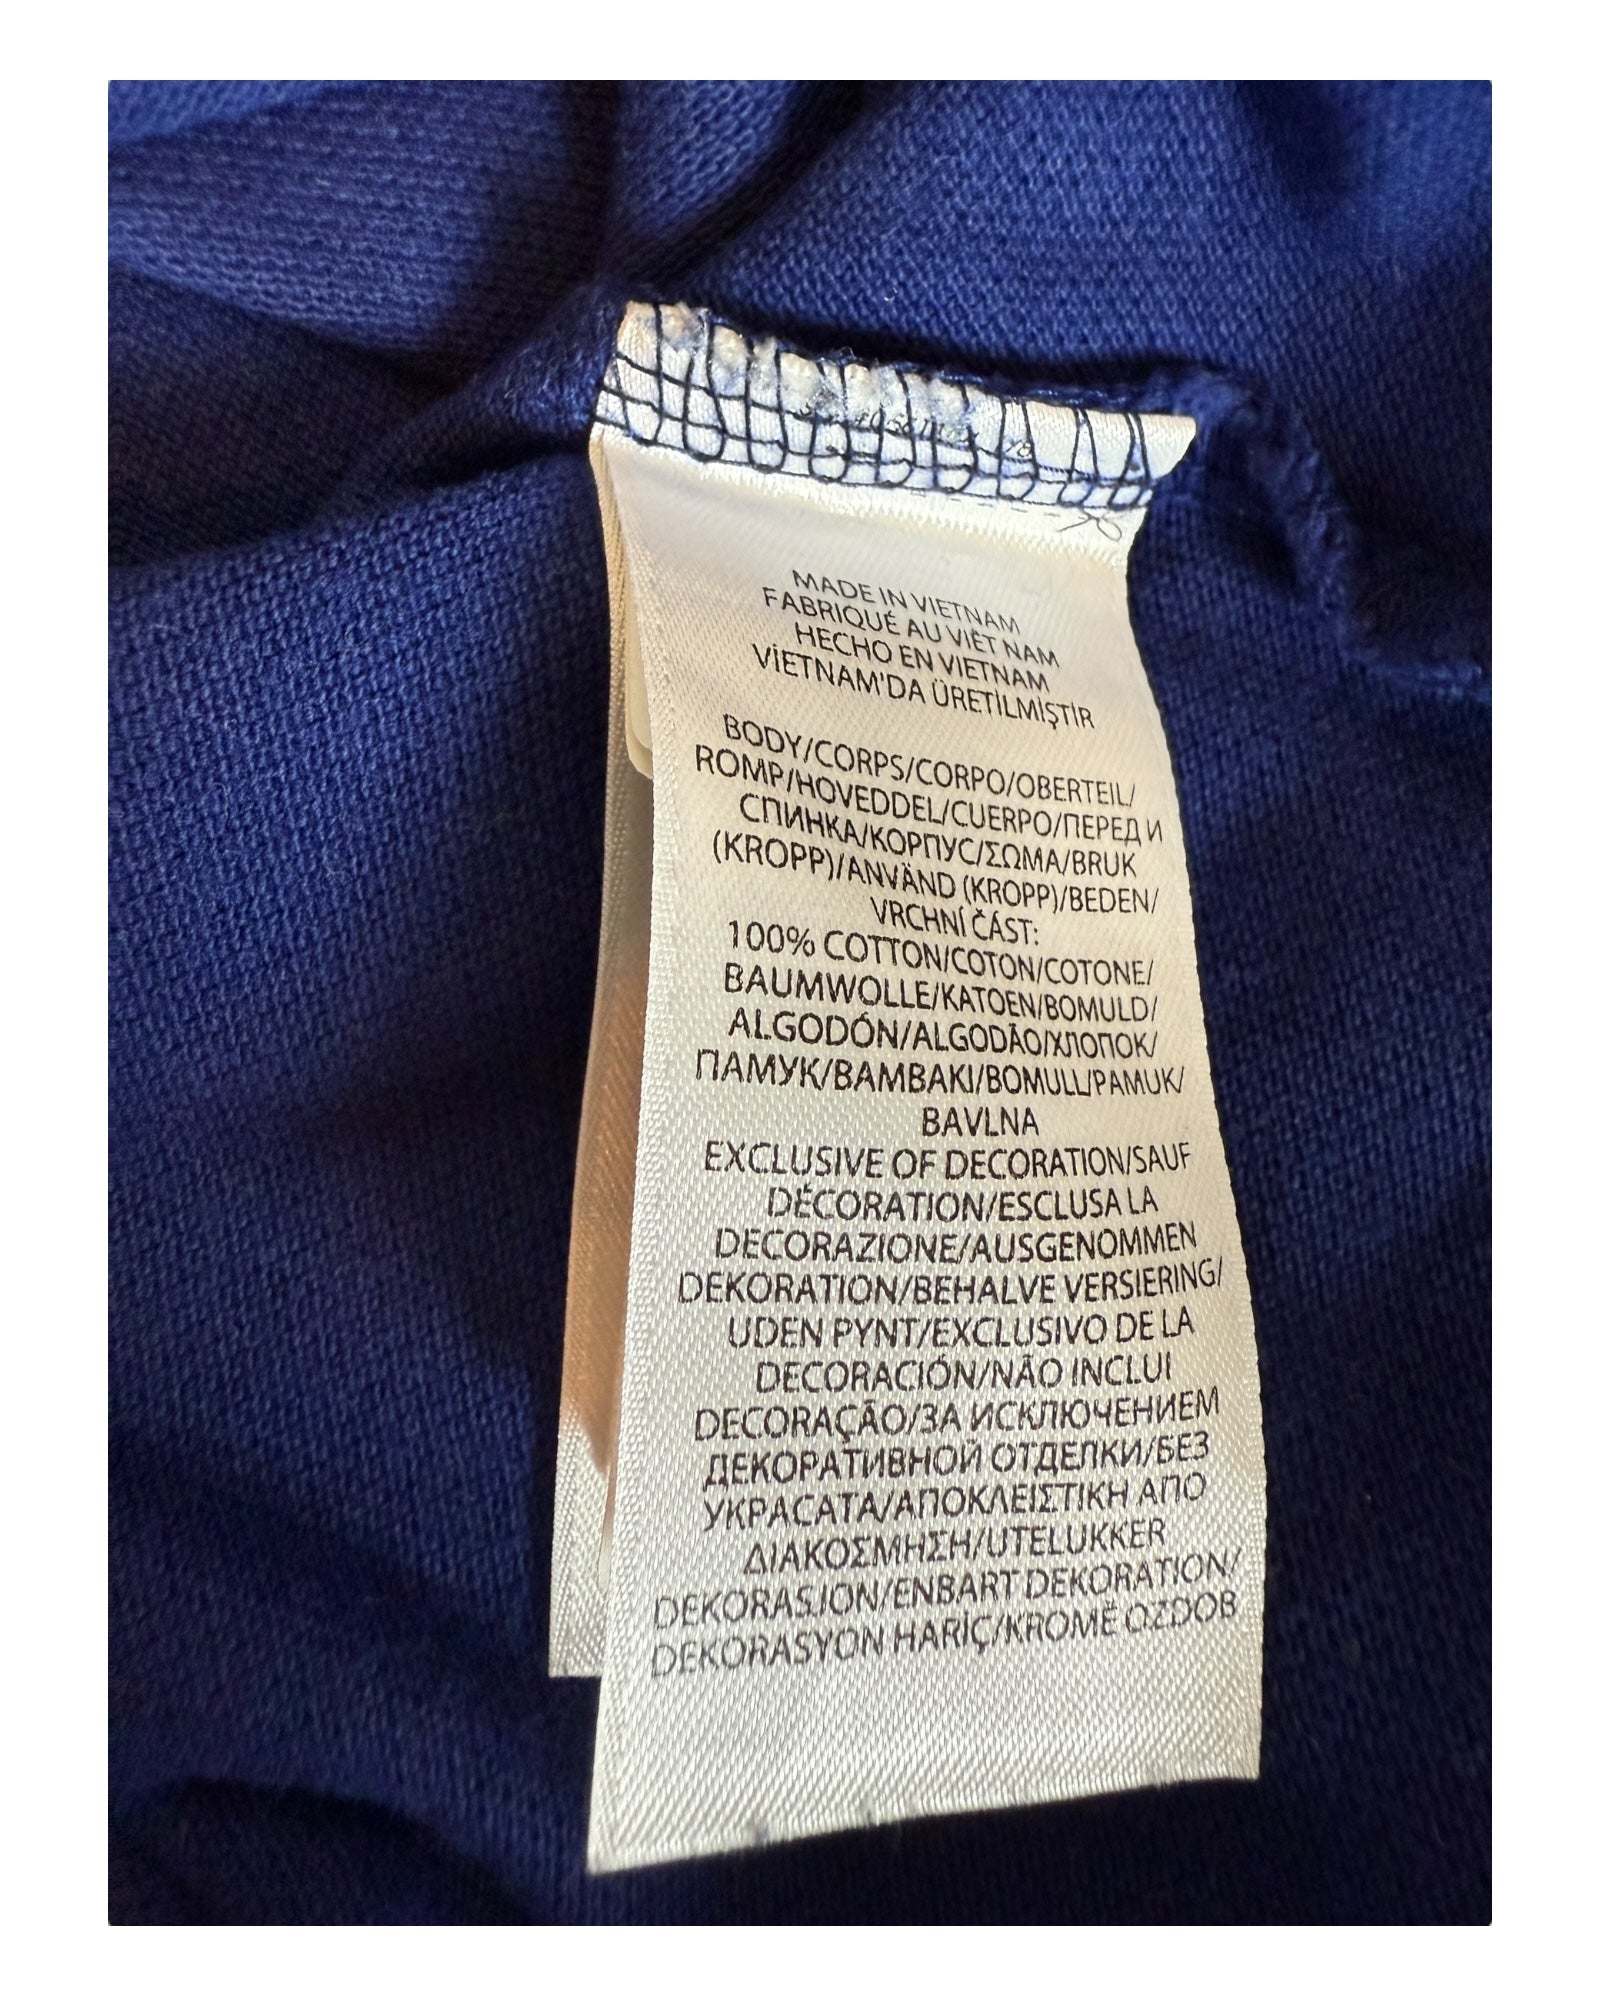 MADE IN VIETNAM
FABRIQUÉ AU VIÊT NAM
HECHO EN VIETNAM
VİETNAM'DA ÜRETİLMİŞTİR
BODY/CORPS/CORPO/OBERTEIL/
ROMP/HOVEDDEL/CUERPO/ПЕРЕД И
СПИНКА/КОРПУС/ΣΩΜΑ/BRUK
(KROPP)/ANVÄND (KROPP)/BEDEN/
VRCHNÍ ČÁST:
100% COTTON/COTON/COTONE/
BAUMWOLLE/KATOEN/BOMULD/
ALGODÓN/ALGODÃO/ХЛОПОК/
ПАМУК/ΒΑΜΒΑΚΙ/BOMULL/PAMUK/
BAVLNA
EXCLUSIVE OF DECORATION/SAUF
DÉCORATION/ESCLUSA LA
DECORAZIONE/AUSGENOMMEN
DEKORATION/BEHALVE VERSIERING/
UDEN PYNT/EXCLUSIVO DE LA
DECORACIÓN/NÃO INCLUI
DECORAÇÃO/ЗА ИСКЛЮЧЕНИЕМ
ДЕКОРАТИВНОЙ ОТДЕЛКИ/БЕЗ
УКРАСАТА/ΑΠΟΚΛΕΙΣΤΙΚΗ ΑΠΟ
ΔΙΑΚΟΣΜΗΣΗ/UTELUKKER
DEKORASJON/ENBART DEKORATION/
DEKORASYON HARİÇ/KROMĚ OZDOB